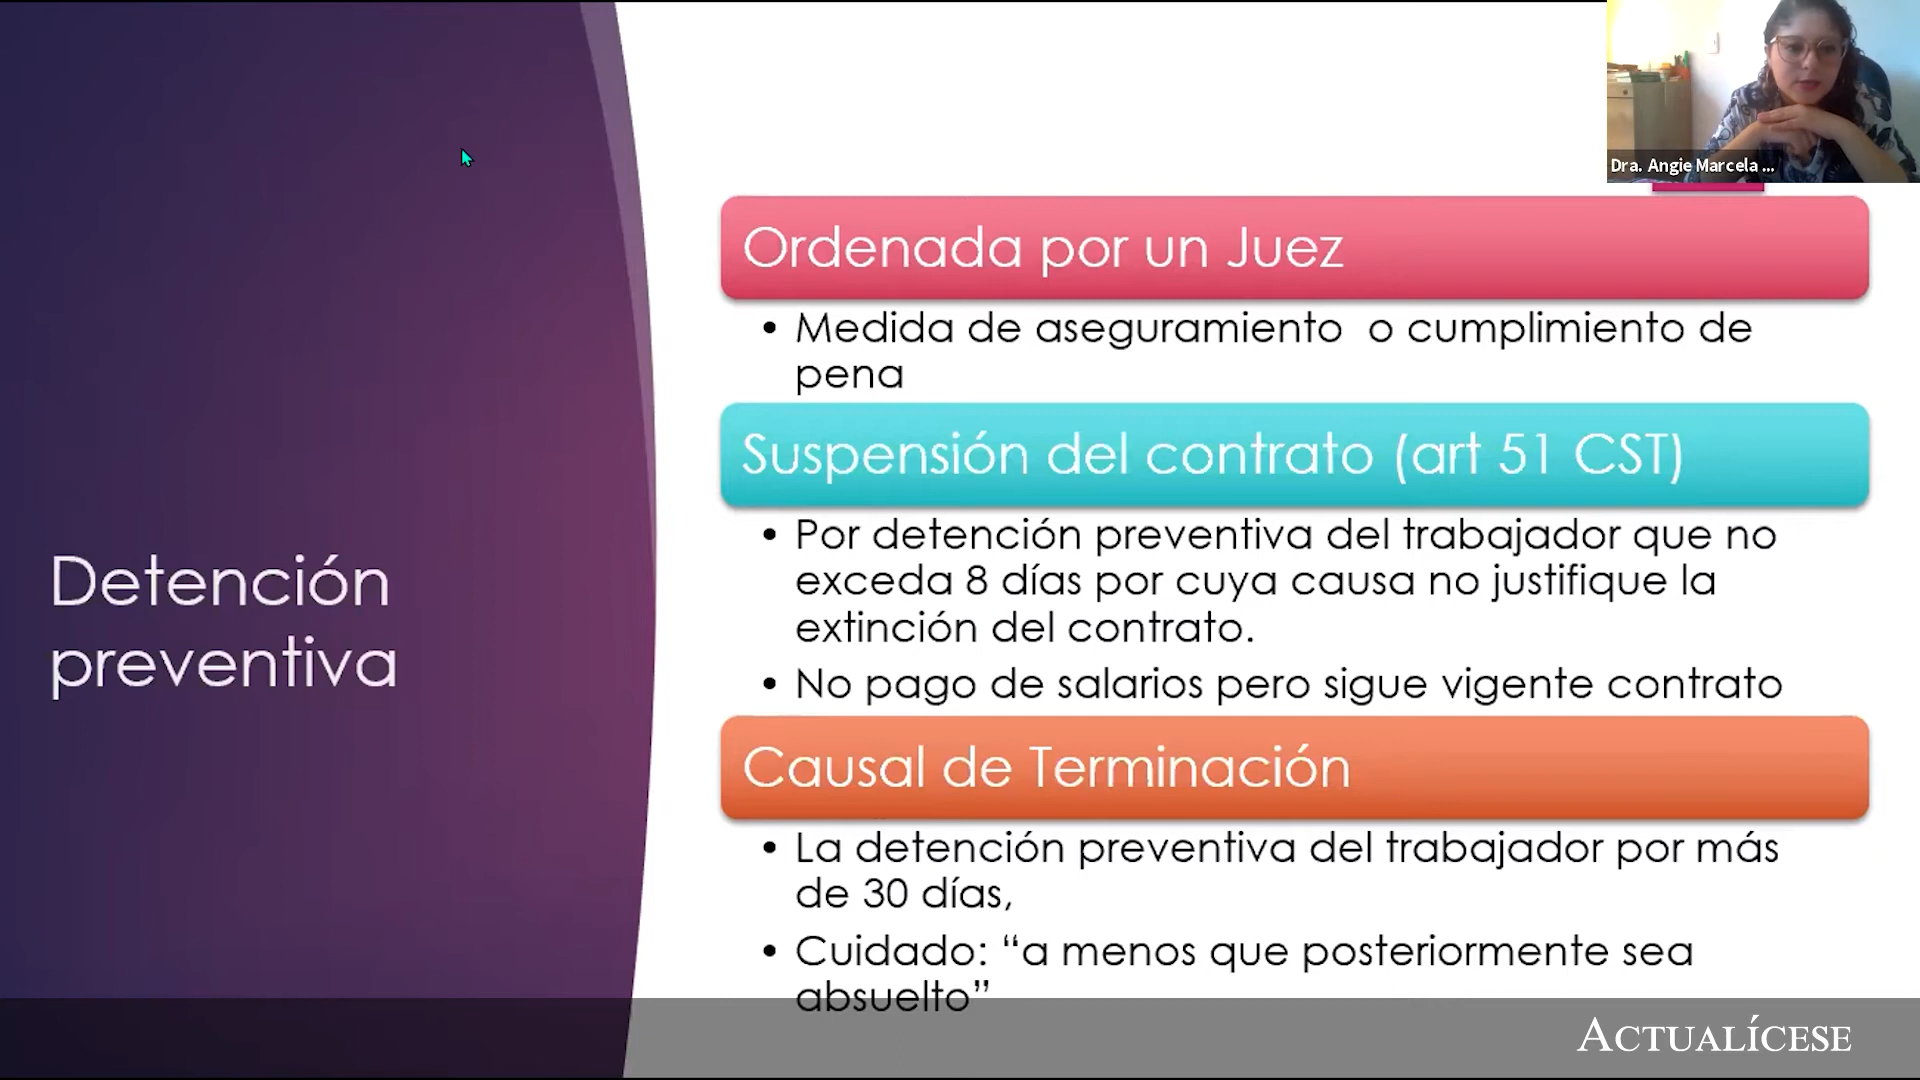 Dra. Angie Marcela ...
Detención
preventiva
Ordenada por un Juez
• Medida de aseguramiento o cumplimiento de
pena
Suspensión del contrato (art 51 CST)
• Por detención preventiva del trabajador que no
exceda 8 días por cuya causa no justifique la
extinción del contrato.
• No pago de salarios pero sigue vigente contrato
Causal de Terminación
• La detención preventiva del trabajador por más
de 30 días,
• Cuidado: “a menos que posteriormente sea
absuelto”
ACTUALÍCESE